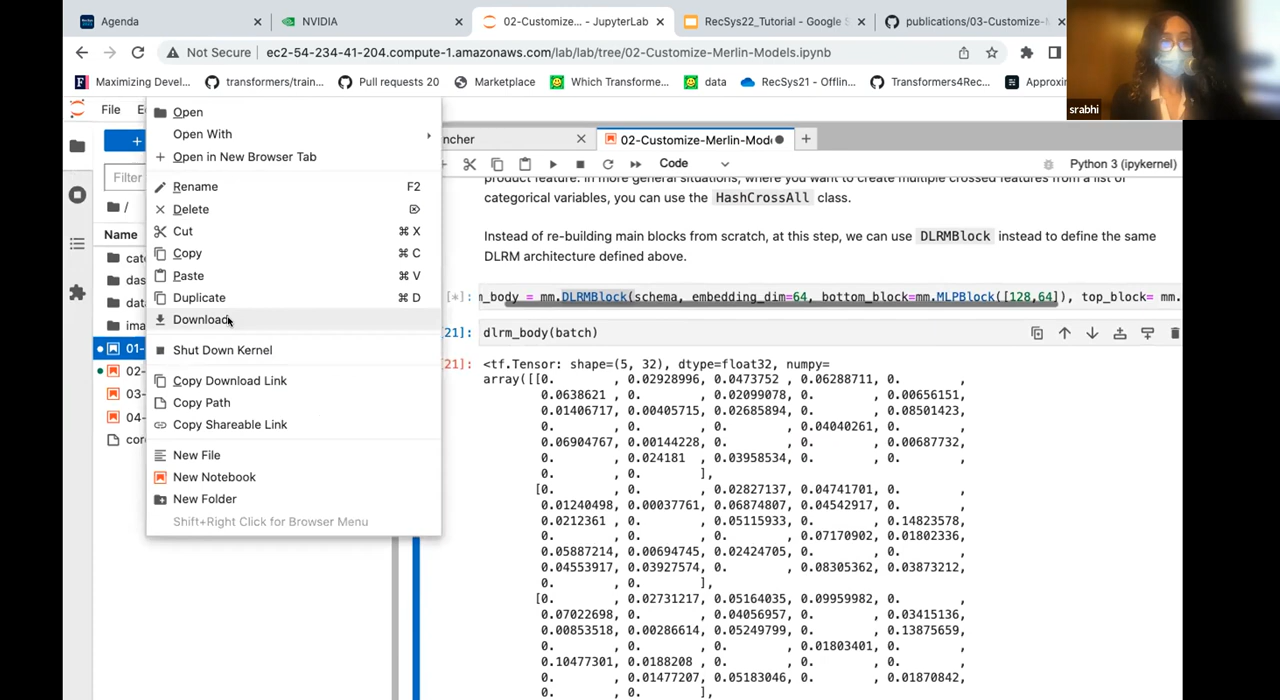 Agenda
NVIDIA
02-Customize... - JupyterLab
RecSys22_Tutorial - Google S
publications/03-Customize-
Not Secure
ec2-54-234-41-204.compute-1.amazonaws.com/lab/lab/tree/02-Customize-Merlin-Models.ipynb
Maximizing Devel...
transformers/train...
Pull requests 20
Marketplace
Which Transforme...
data
RecSys21 - Offlin...
Transformers4Rec...
Approxin
srabhi
File
Open
Open With
Open in New Browser Tab
Rename F2
Delete
Cut ⌘ X
Copy ⌘ C
Paste ⌘ V
Duplicate ⌘ D
Download
Shut Down Kernel
Copy Download Link
Copy Path
Copy Shareable Link
New File
New Notebook
New Folder
Shift+Right Click for Browser Menu
Filter
/
Name
cate
das
data
ima
01-
02-
03-
04-
core
ncher
02-Customize-Merlin-Mode
Code
Python 3 (ipykernel)
product feature. In more general situations, where you want to create multiple crossed features from a list of
categorical variables, you can use the HashCrossAll class.
Instead of re-building main blocks from scratch, at this step, we can use DLRMBlock instead to define the same
DLRM architecture defined above.
[*]: m_body = mm.DLRMBlock(schema, embedding_dim=64, bottom_block=mm.MLPBlock([128,64]), top_block= mm.
[21]: dlrm_body(batch)
[21]: <tf.Tensor: shape=(5, 32), dtype=float32, numpy=
array([[0. , 0.02928996, 0.0473752 , 0.06288711, 0. ,
0.0638621 , 0. , 0.02099078, 0. , 0.00656151,
0.01406717, 0.00405715, 0.02685894, 0. , 0.08501423,
0. , 0. , 0. , 0.04040261, 0. ,
0.06904767, 0.00144228, 0. , 0. , 0.00687732,
0. , 0.024181 , 0.03958534, 0. , 0. ,
0. , 0. ],
[0. , 0. , 0.02827137, 0.04741701, 0. ,
0.01240498, 0.00037761, 0.06874807, 0.04542917, 0. ,
0.0212361 , 0. , 0.05115933, 0. , 0.14823578,
0. , 0. , 0. , 0.07170902, 0.01802336,
0.05887214, 0.00694745, 0.02424705, 0. , 0. ,
0.04553917, 0.03927574, 0. , 0.08305362, 0.03873212,
0. , 0. ],
[0. , 0.02731217, 0.05164035, 0.09959982, 0. ,
0.07022698, 0. , 0.04056957, 0. , 0.03415136,
0.00853518, 0.00286614, 0.05249799, 0. , 0.13875659,
0. , 0. , 0. , 0.01803401, 0. ,
0.10477301, 0.0188208 , 0. , 0. , 0. ,
0. , 0.01477207, 0.05183046, 0. , 0.01870842,
0. , 0. ],